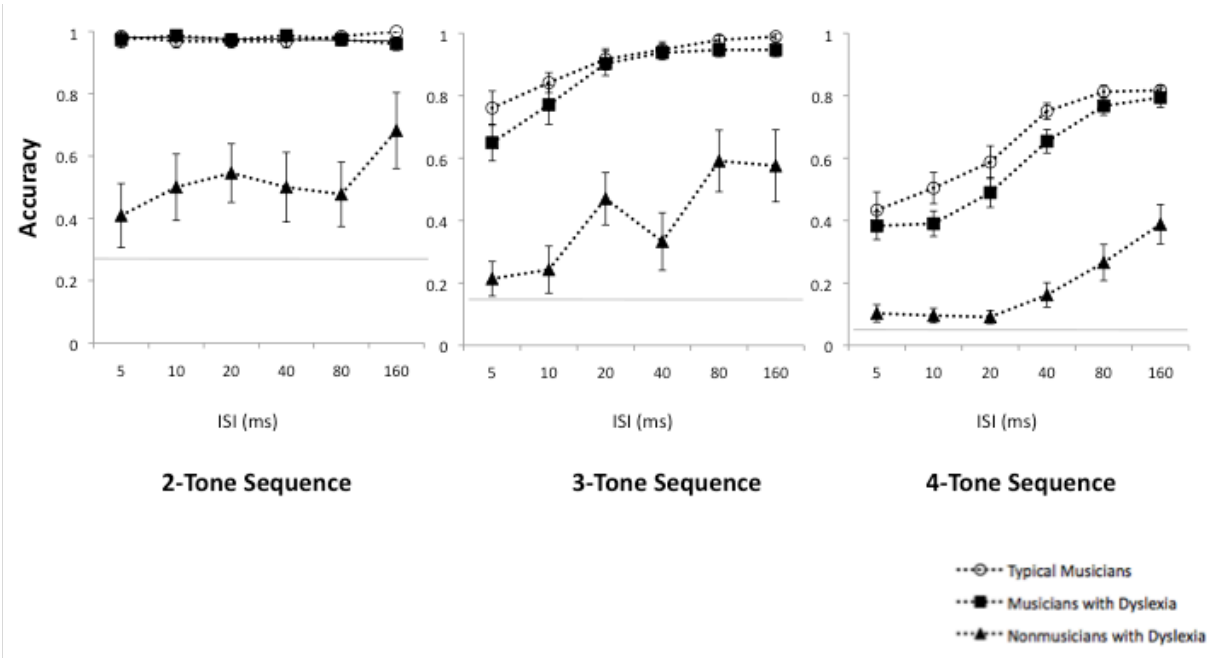 Accuracy
1
0.8
0.6
0.4
0.2
0
5 10 20 40 80 160
ISI (ms)
2-Tone Sequence
1
0.8
0.6
0.4
0.2
0
5 10 20 40 80 160
ISI (ms)
3-Tone Sequence
1
0.8
0.6
0.4
0.2
0
5 10 20 40 80 160
ISI (ms)
4-Tone Sequence
Typical Musicians
Musicians with Dyslexia
Nonmusicians with Dyslexia